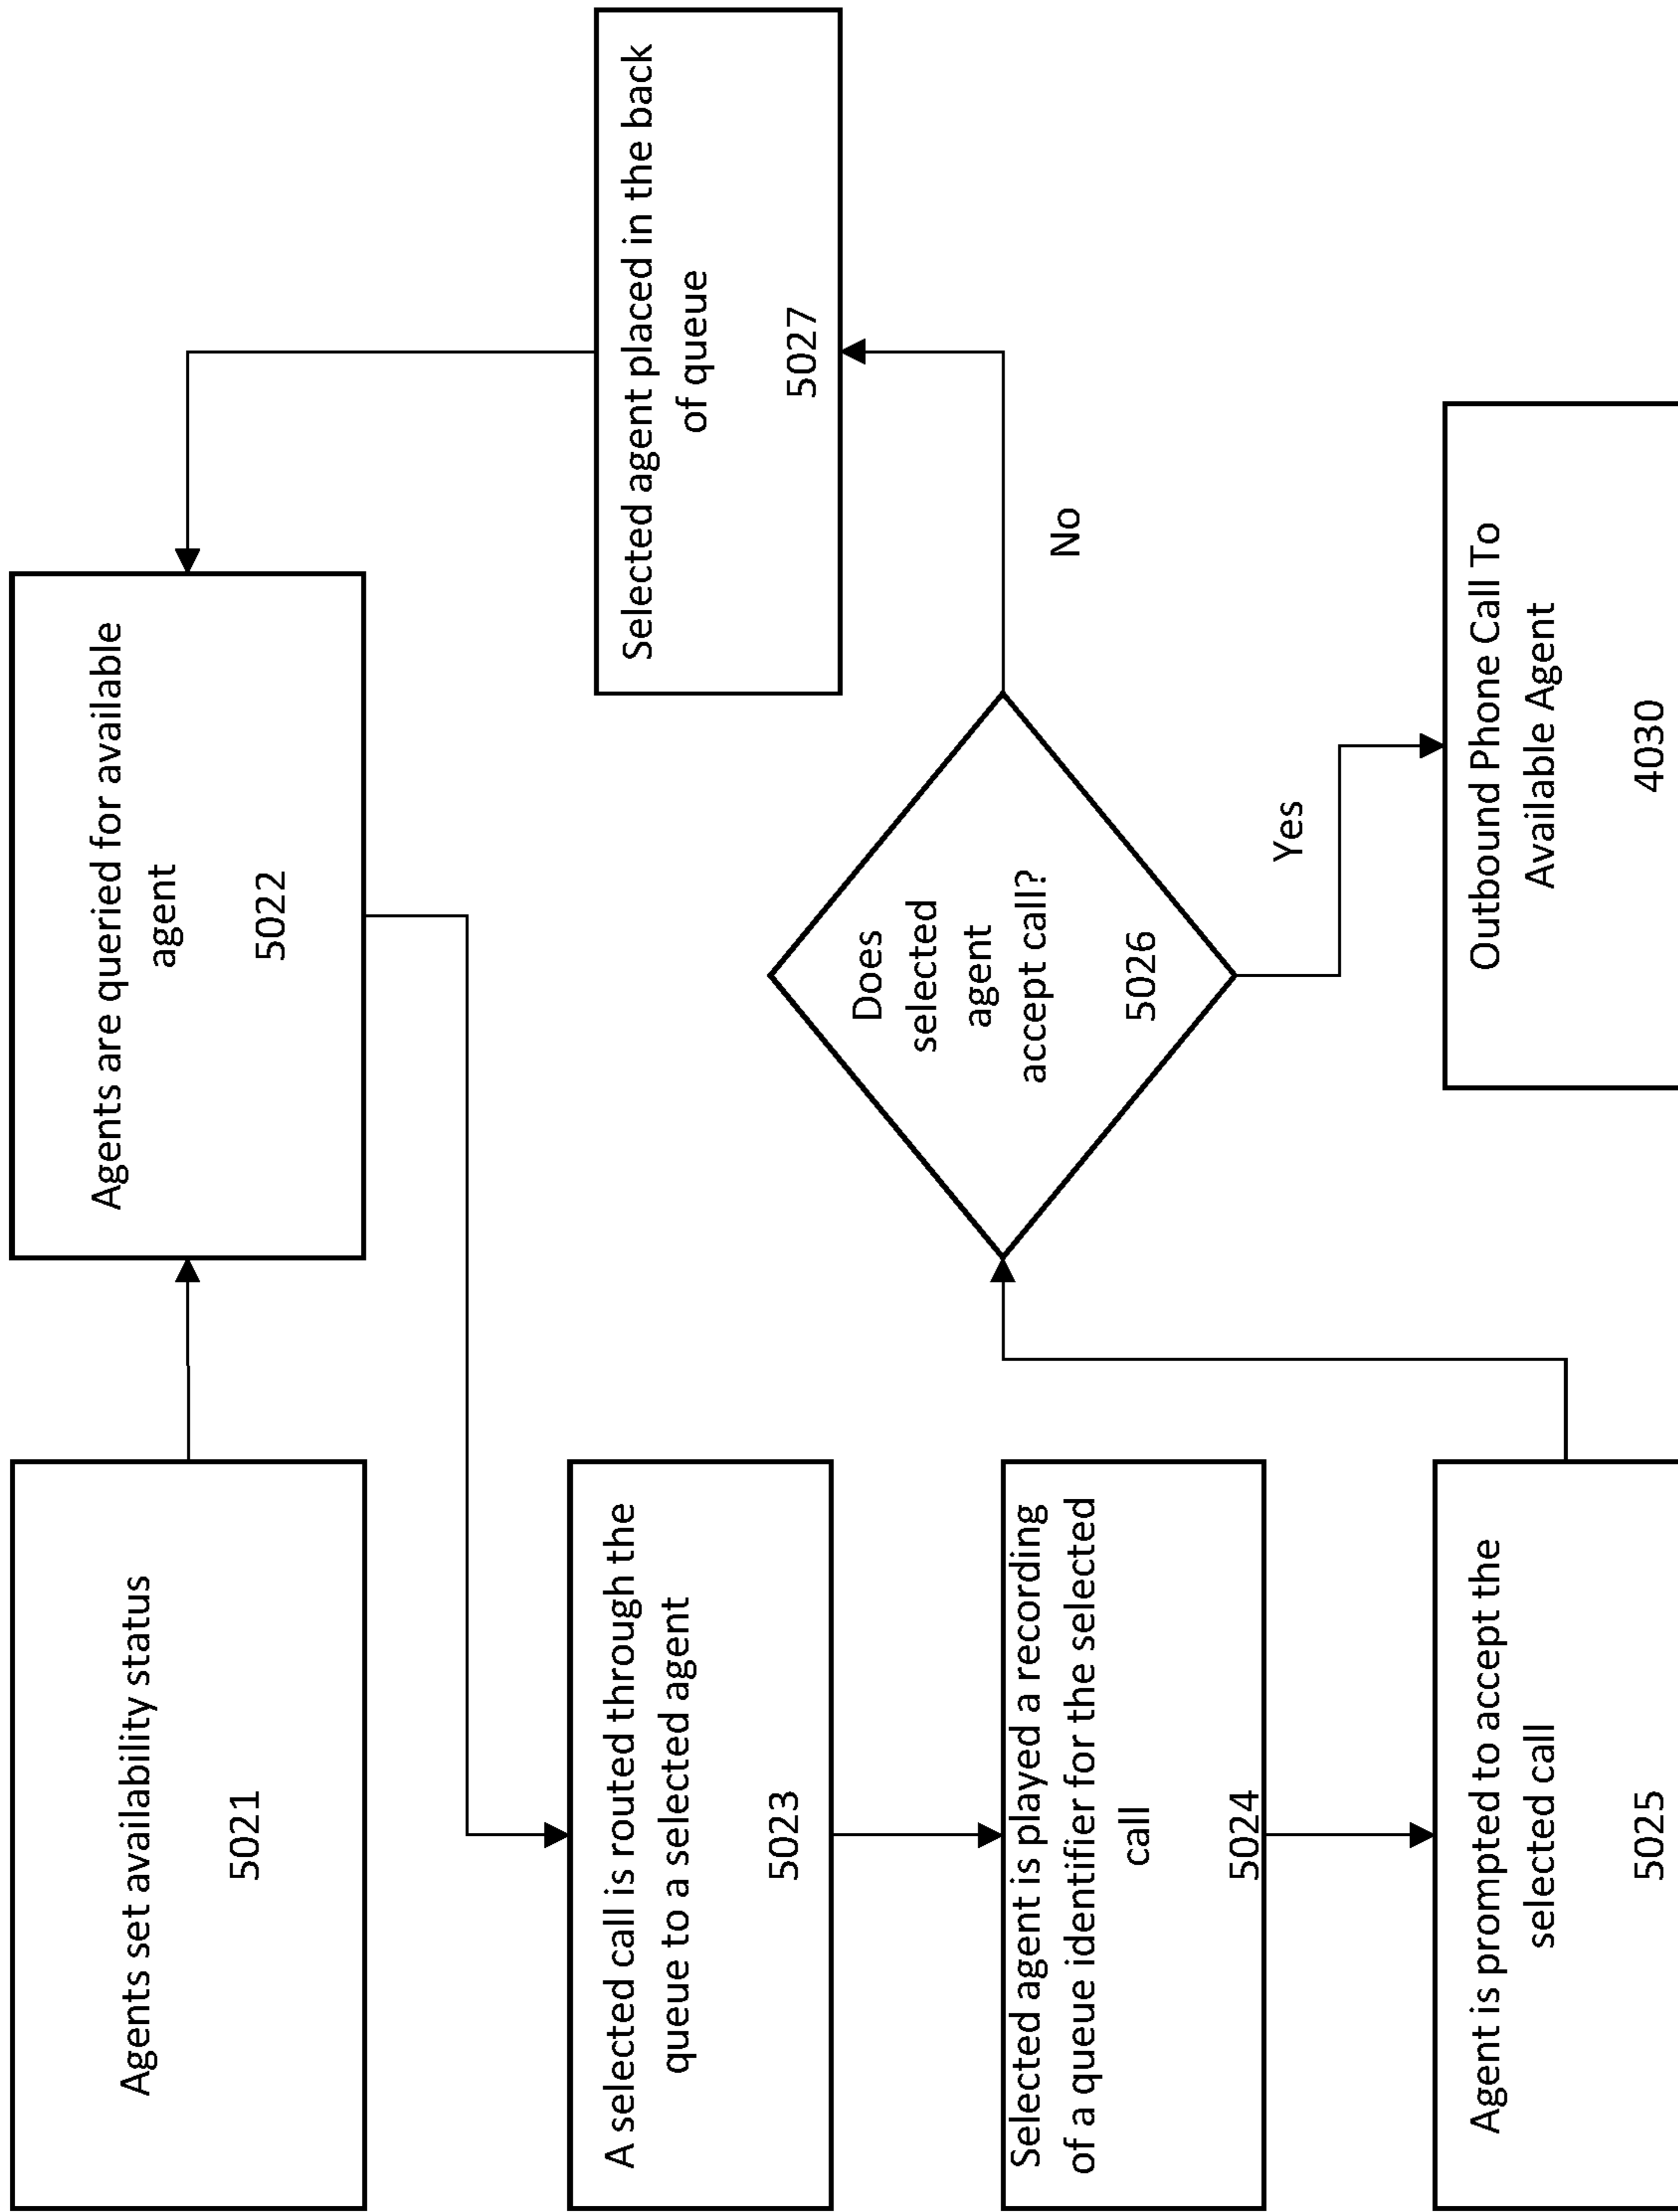 Agents set availability status
5021
Agents are queried for available
agent
5022
A selected call is routed through the
queue to a selected agent
5023
Selected agent is played a recording
of a queue identifier for the selected
call
5024
Agent is prompted to accept the
selected call
5025
Does
selected
agent
accept call?
5026
No
Selected agent placed in the back
of queue
5027
Yes
Outbound Phone Call To
Available Agent
4030